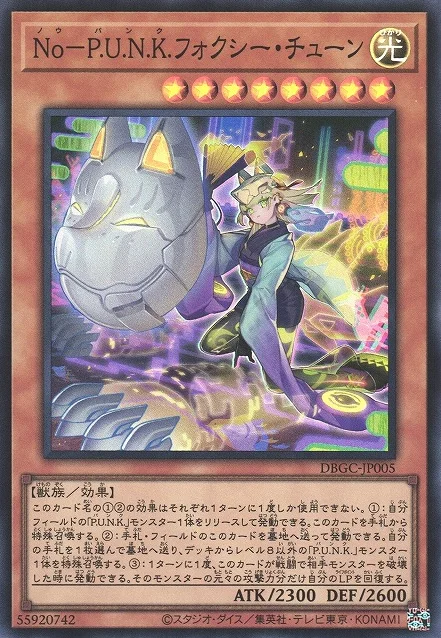 ノウ パンク
No－P.U.N.K.フォクシー・チューン
ひかり
光
DBGC-JP005
【獣族／効果】
このカード名の①②の効果はそれぞれ1ターンに1度しか使用できない。①：自分
フィールドの「P.U.N.K.」モンスター1体をリリースして発動できる。このカードを手札から
特殊召喚する。②：手札・フィールドのこのカードを墓地へ送って発動できる。自分
の手札を1枚選んで墓地へ送り、デッキからレベル8以外の「P.U.N.K.」モンスター
1体を特殊召喚する。③：1ターンに1度、このカードが戦闘で相手モンスターを破壊
した時に発動できる。そのモンスターの元々の攻撃力分だけ自分のLPを回復する。
ATK/2300 DEF/2600
55920742
©スタジオ・ダイス/集英社・テレビ東京・KONAMI